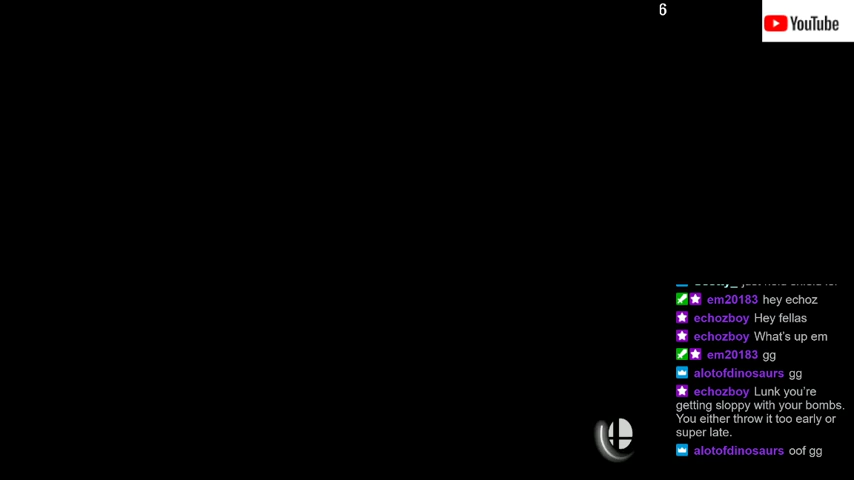 6
YouTube
em20183 hey echoz
echozboy Hey fellas
echozboy What's up em
em20183 gg
alotofdinosaurs gg
echozboy Lunk you're
getting sloppy with your bombs.
You either throw it too early or
super late.
alotofdinosaurs oof gg